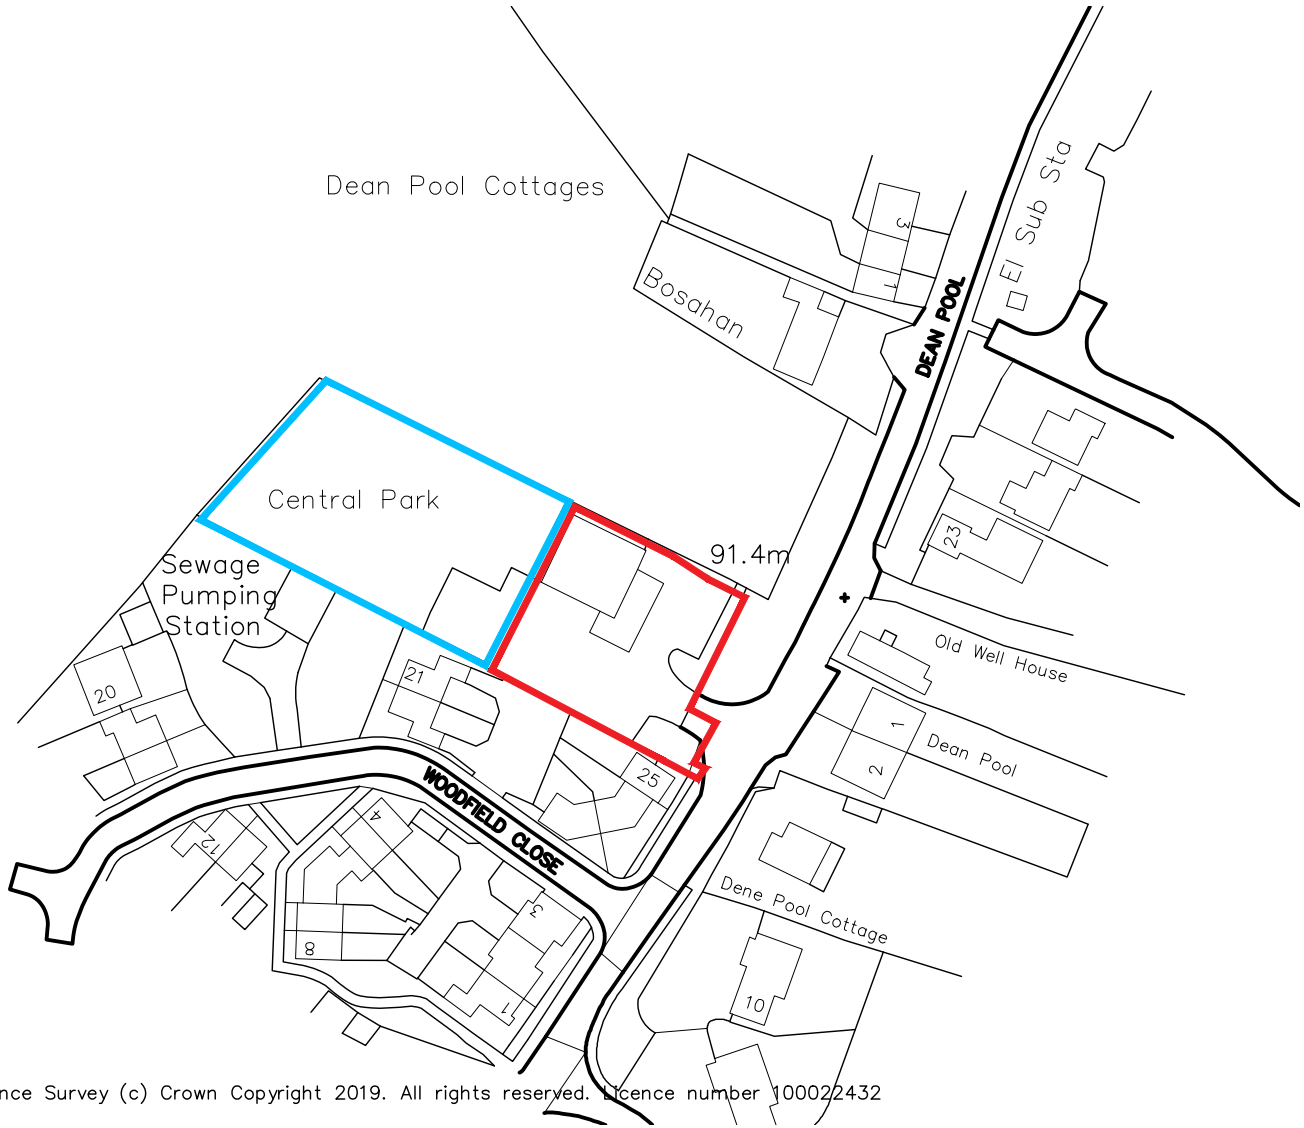 Dean Pool Cottages
3
El Sub Sta
1
Bosahan
DEAN POOL
Central Park
91.4m
23
Sewage
Pumping
Station
Old Well House
21
20
1
Dean Pool
2
25
WOODFIELD CLOSE
4
12
Dene Pool Cottage
3
8
10
1
nce Survey (c) Crown Copyright 2019. All rights reserved. Licence number 100022432